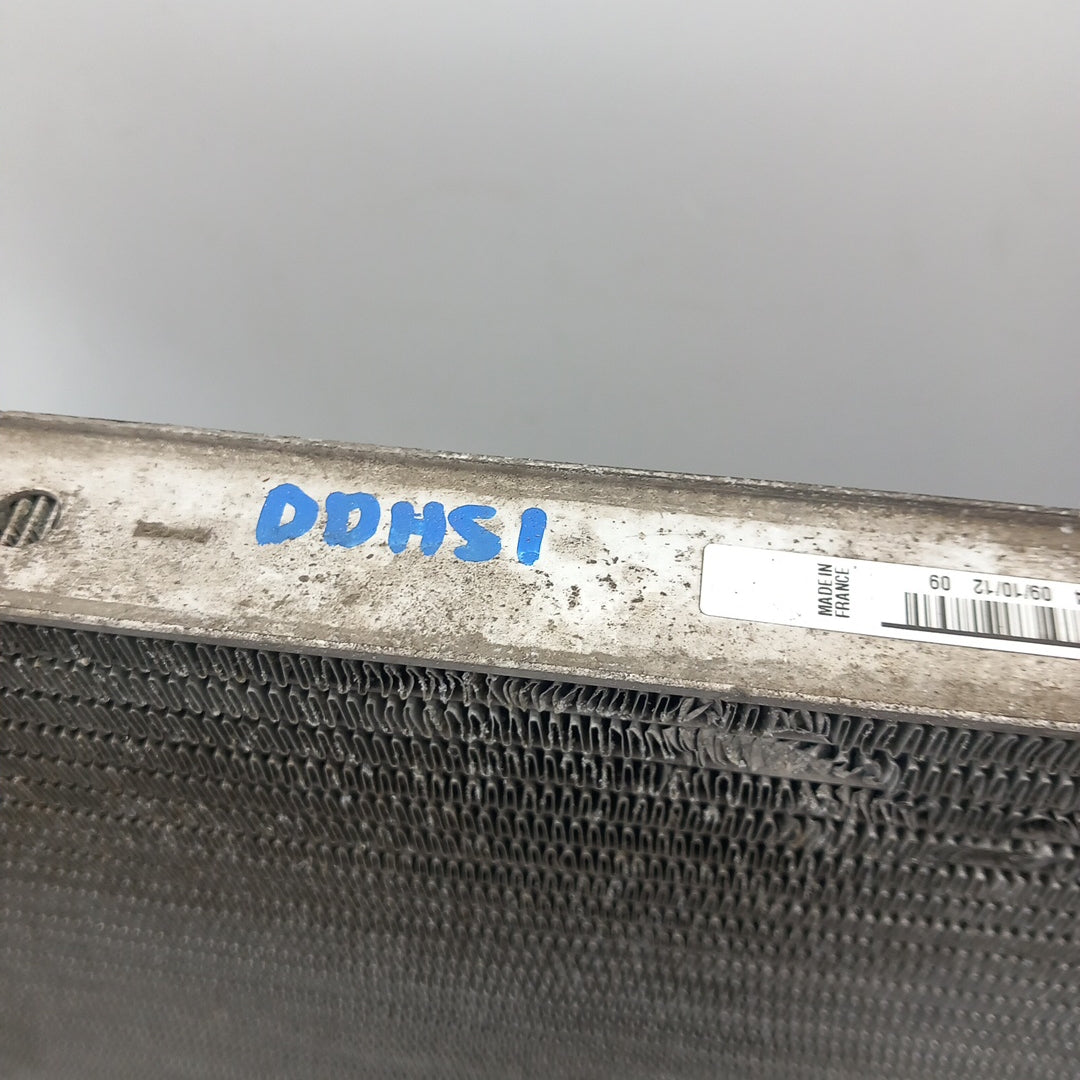 DDHS1
MADE IN
FRANCE
09/10/12 09